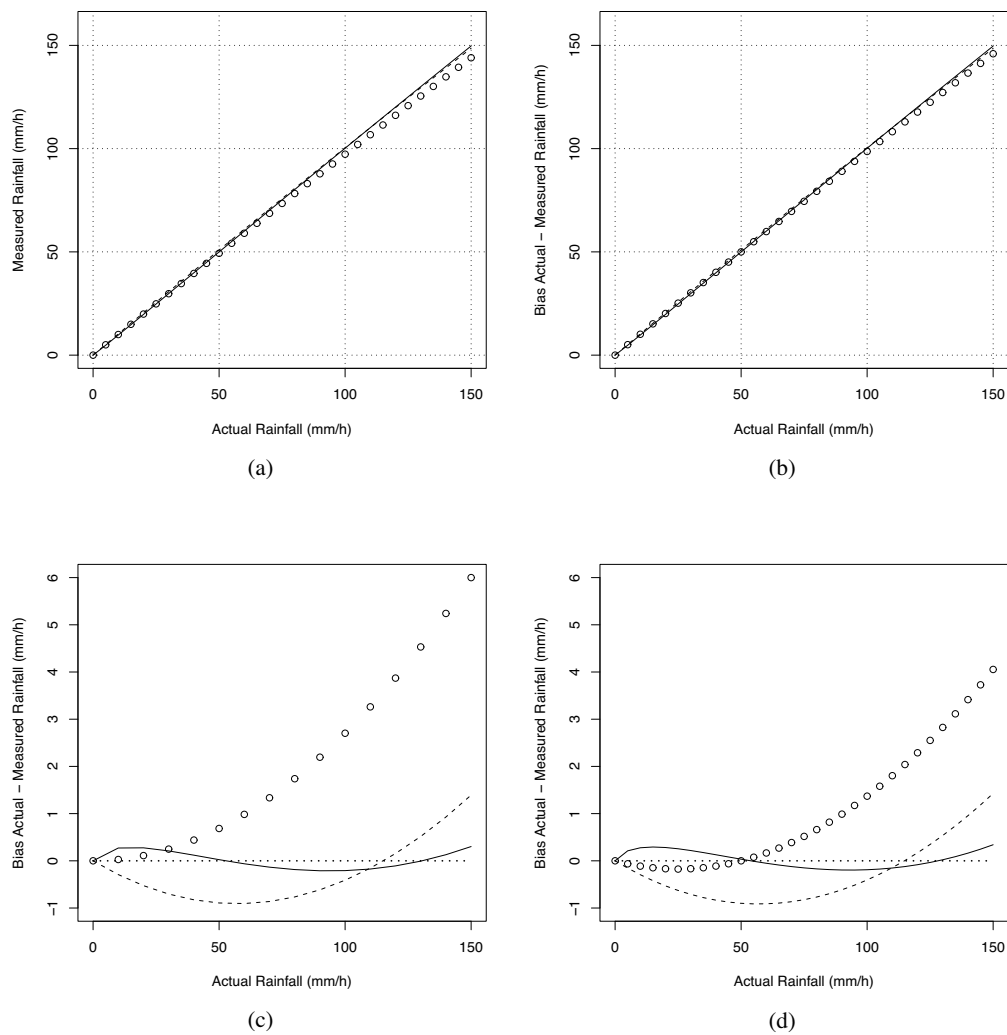 Measured Rainfall (mm/h)
150
100
50
0
0 50 100 150
Actual Rainfall (mm/h)
(a)
Bias Actual − Measured Rainfall (mm/h)
150
100
50
0
0 50 100 150
Actual Rainfall (mm/h)
(b)
Bias Actual − Measured Rainfall (mm/h)
6
5
4
3
2
1
0
−1
0 50 100 150
Actual Rainfall (mm/h)
(c)
Bias Actual − Measured Rainfall (mm/h)
6
5
4
3
2
1
0
−1
0 50 100 150
Actual Rainfall (mm/h)
(d)